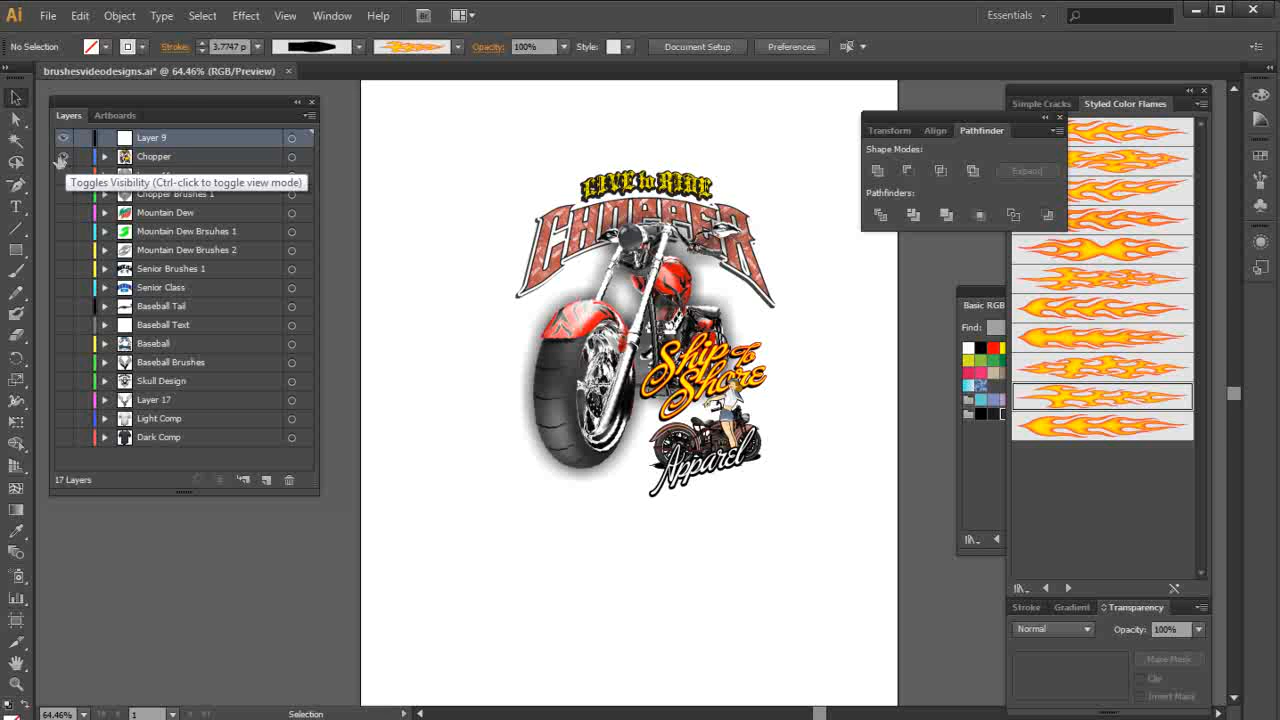 Ai File Edit Object Type Select Effect View Window Help Br Essentials
No Selection Stroke: 3.7747 p Opacity: 100% Style: Document Setup Preferences
brushesvideodesigns.ai* @ 64.46% (RGB/Preview) ×
Layers Artboards
Layer 9
Chopper
Toggles Visibility (Ctrl-click to toggle view mode)
Chopper Brushes 1
Mountain Dew
Mountain Dew Brsuhes 1
Mountain Dew Brushes 2
Senior Brushes 1
Senior Class
Baseball Tail
Baseball Text
Baseball
Baseball Brushes
Skull Design
Layer 17
Light Comp
Dark Comp
17 Layers
LIVE to RIDE
CHOPPER
Ship To
Shore
Apparel
Transform Align Pathfinder
Shape Modes:
Expand
Pathfinders:
Simple Cracks Styled Color Flames
Basic RGB
Find:
Stroke Gradient Transparency
Normal Opacity: 100%
Make Mask
Clip
Invert Mask
64.46% 1 Selection